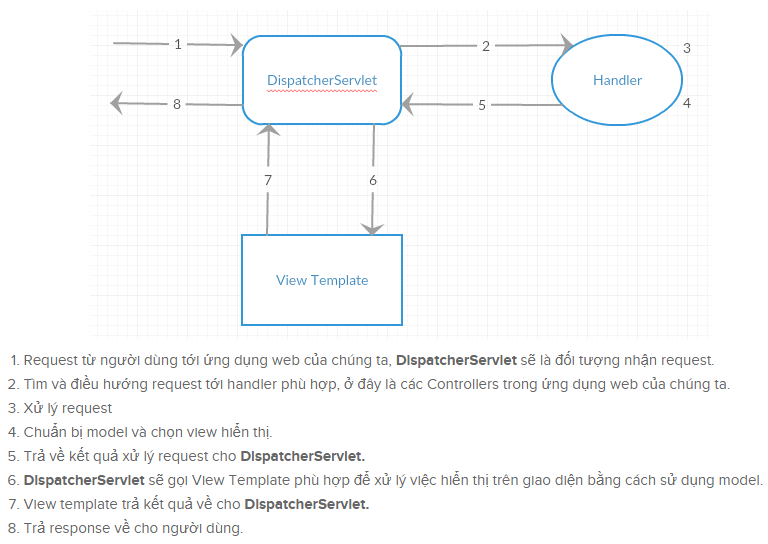 1
DispatcherServlet
2
Handler
3
8
5
4
7
6
View Template
1. Request từ người dùng tới ứng dụng web của chúng ta, DispatcherServlet sẽ là đối tượng nhận request.
2. Tìm và điều hướng request tới handler phù hợp, ở đây là các Controllers trong ứng dụng web của chúng ta.
3. Xử lý request
4. Chuẩn bị model và chọn view hiển thị.
5. Trả về kết quả xử lý request cho DispatcherServlet.
6. DispatcherServlet sẽ gọi View Template phù hợp để xử lý việc hiển thị trên giao diện bằng cách sử dụng model.
7. View template trả kết quả về cho DispatcherServlet.
8. Trả response về cho người dùng.